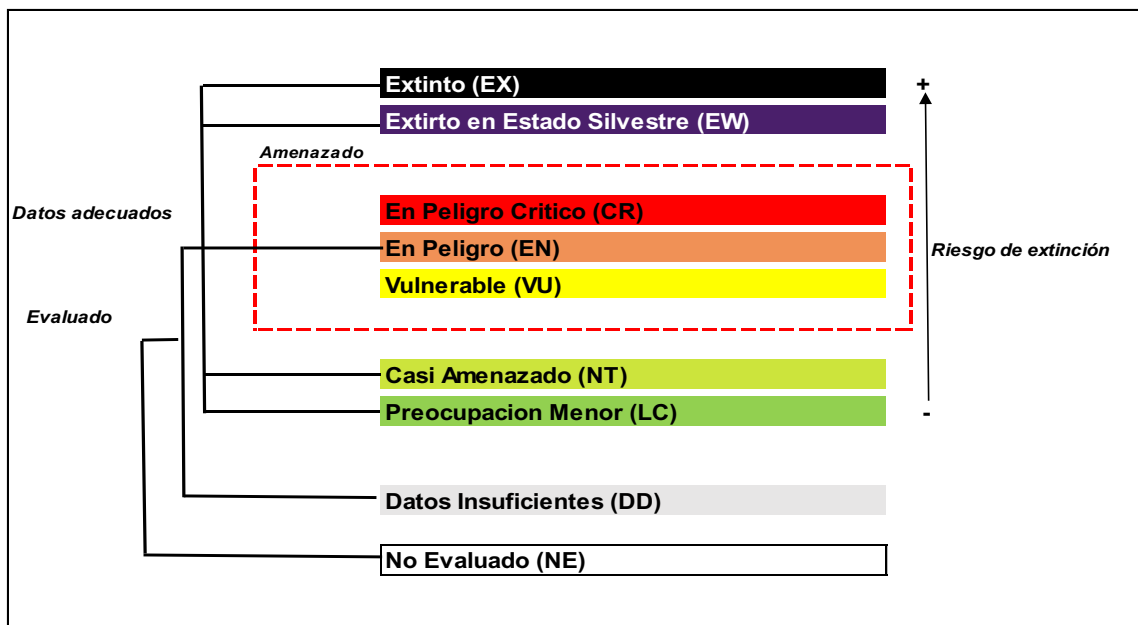 Extinto (EX)
+
Extirto en Estado Silvestre (EW)
Amenazado
Datos adecuados
En Peligro Critico (CR)
En Peligro (EN)
Riesgo de extinción
Vulnerable (VU)
Evaluado
Casi Amenazado (NT)
Preocupacion Menor (LC)
-
Datos Insuficientes (DD)
No Evaluado (NE)